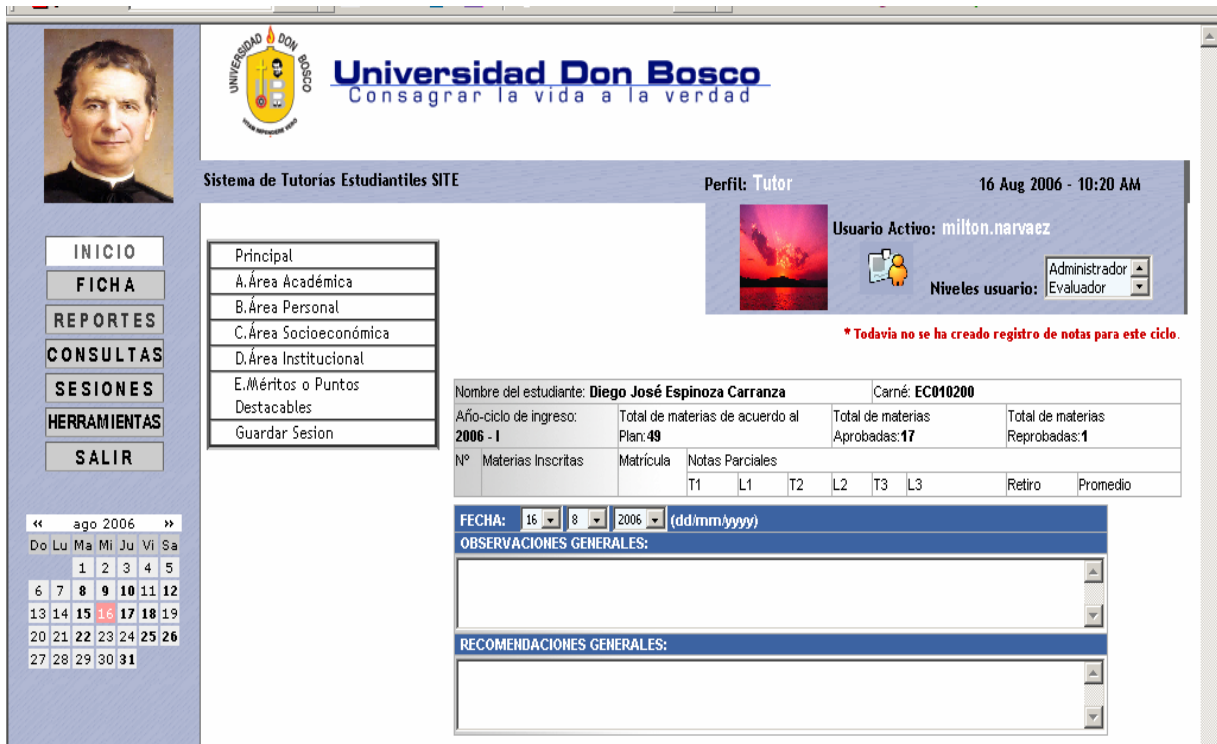 UNIVERSIDAD DON BOSCO
Universidad Don Bosco
Consagrar la vida a la verdad
Sistema de Tutorías Estudiantiles SITE
Perfil: Tutor
16 Aug 2006 - 10:20 AM
Usuario Activo: milton.narvaez
Niveles usuario:
Administrador
Evaluador
INICIO
FICHA
REPORTES
CONSULTAS
SESIONES
HERRAMIENTAS
SALIR
Principal
A.Área Académica
B.Área Personal
C.Área Socioeconómica
D.Área Institucional
E.Méritos o Puntos
Destacables
Guardar Sesion
* Todavia no se ha creado registro de notas para este ciclo.
Nombre del estudiante: Diego José Espinoza Carranza Carné: EC010200
Año-ciclo de ingreso: Total de materias de acuerdo al Total de materias Total de materias
2006 - I Plan:49 Aprobadas:17 Reprobadas:1
Nº Materias Inscritas Matrícula Notas Parciales
T1 L1 T2 L2 T3 L3 Retiro Promedio
FECHA: 16 8 2006 (dd/mm/yyyy)
OBSERVACIONES GENERALES:
RECOMENDACIONES GENERALES:
‹‹ ago 2006 ››
Do Lu Ma Mi Ju Vi Sa
1 2 3 4 5
6 7 8 9 10 11 12
13 14 15 16 17 18 19
20 21 22 23 24 25 26
27 28 29 30 31